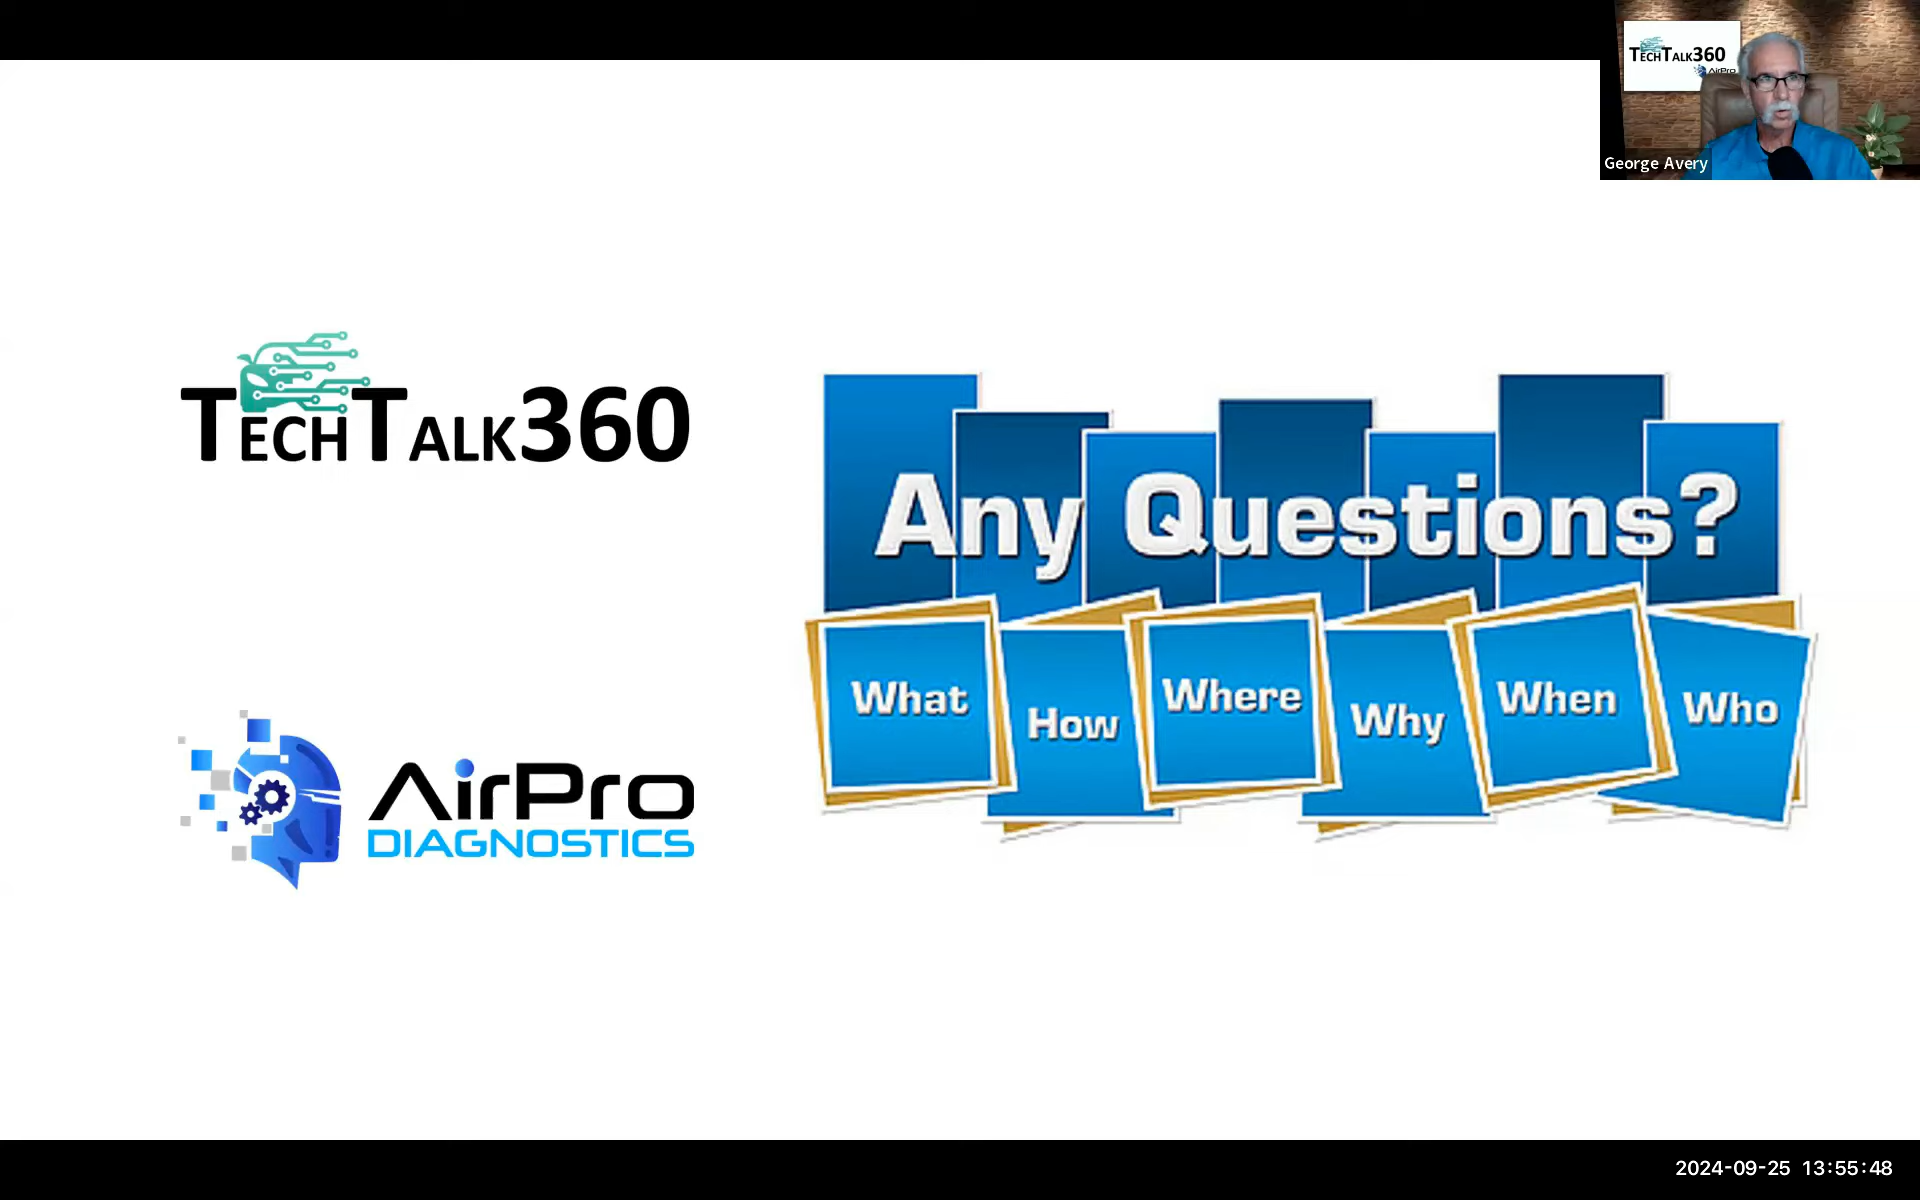 TECHTALK360
AirPro
George Avery
TECHTALK360
Any Questions?
What
How
Where
Why
When
Who
AirPro
DIAGNOSTICS
2024-09-25 13:55:48